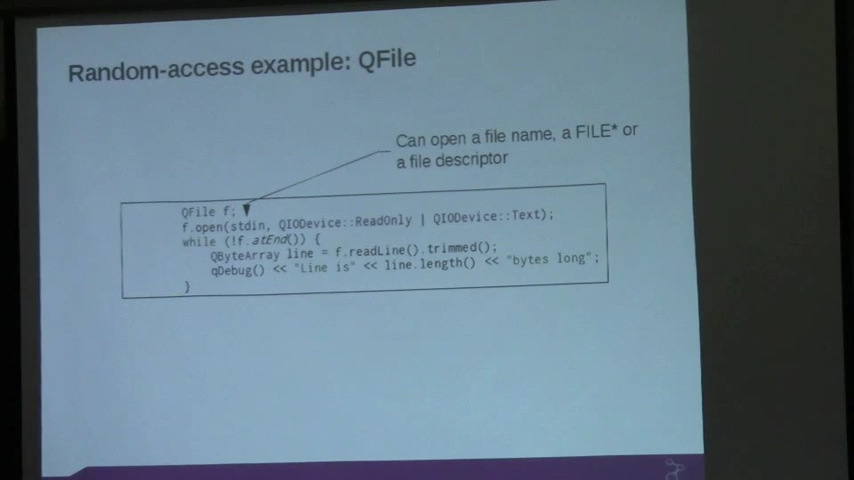 Random-access example: QFile
Can open a file name, a FILE* or
a file descriptor
QFile f;
f.open(stdin, QIODevice::ReadOnly | QIODevice::Text);
while (!f.atEnd()) {
QByteArray line = f.readLine().trimmed();
qDebug() << "Line is" << line.length() << "bytes long";
}